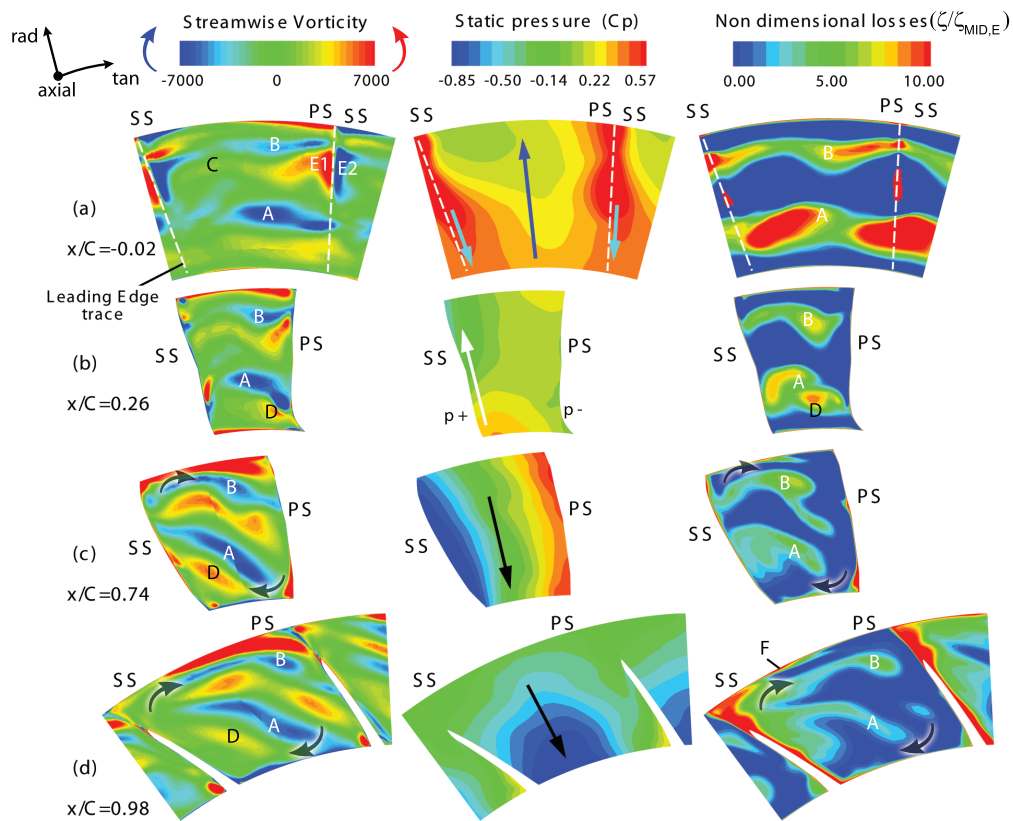 rad
tan
axial
Streamwise Vorticity
-7000
0
7000
Static pressure (Cp)
-0.85
-0.50
-0.14
0.22
0.57
Non dimensional losses(ζ/ζMID,E)
0.00
5.00
10.00
SS
PS
SS
B
C
E1
E2
A
(a)
x/C=-0.02
Leading Edge
trace
SS
PS
SS
SS
PS
SS
B
A
(b)
x/C=0.26
SS
PS
B
A
D
SS
PS
p+
p-
SS
PS
B
A
D
(c)
x/C=0.74
SS
PS
B
A
D
SS
PS
SS
PS
B
A
(d)
x/C=0.98
SS
PS
B
A
D
PS
SS
SS
PS
F
B
A